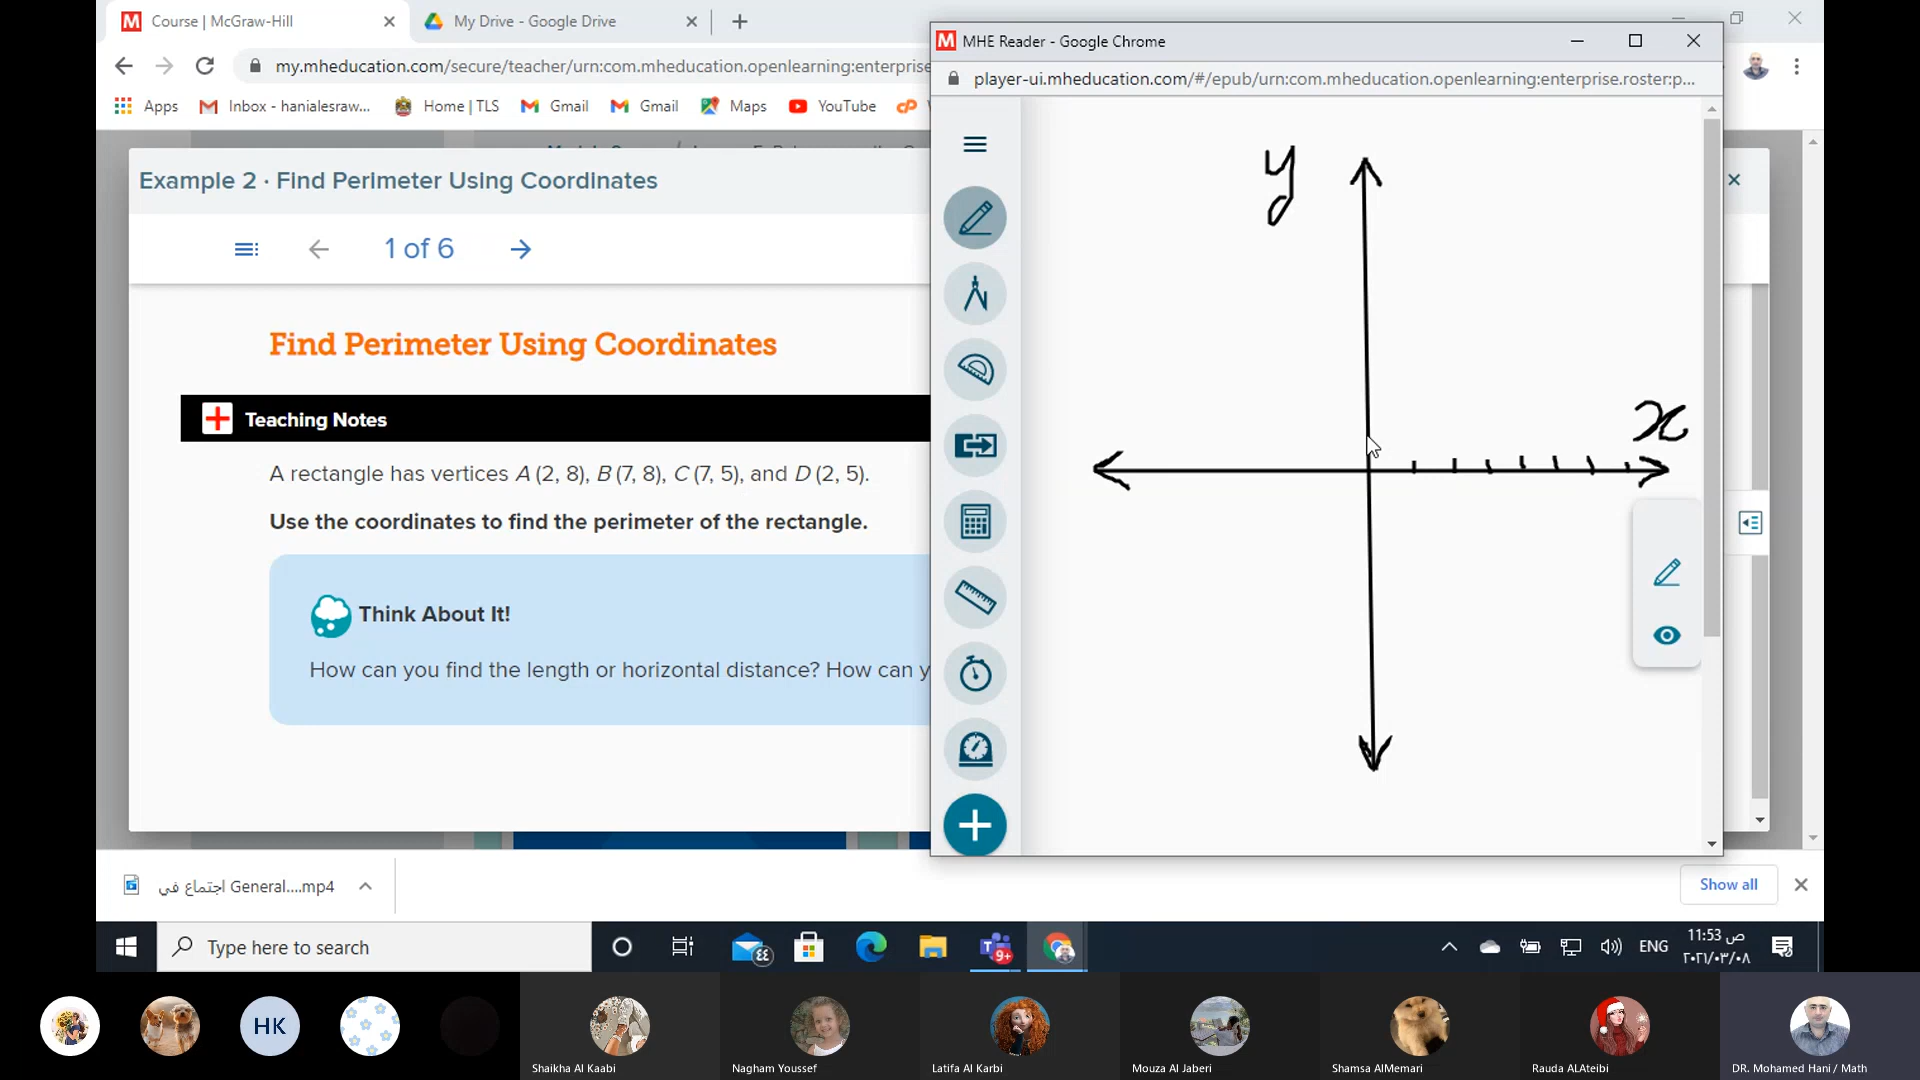 Course | McGraw-Hill
My Drive - Google Drive
my.mheducation.com/secure/teacher/urn:com.mheducation.openlearning:enterprise
Apps
Inbox - hanialesraw...
Home | TLS
Gmail
Gmail
Maps
YouTube
MHE Reader - Google Chrome
player-ui.mheducation.com/#/epub/urn:com.mheducation.openlearning:enterprise.roster:p...
Example 2 · Find Perimeter Using Coordinates
1 of 6
Find Perimeter Using Coordinates
Teaching Notes
A rectangle has vertices A (2, 8), B (7, 8), C (7, 5), and D (2, 5).
Use the coordinates to find the perimeter of the rectangle.
Think About It!
How can you find the length or horizontal distance? How can y
y
x
اجتماع في General....mp4
Show all
Type here to search
٤٤
9+
ENG
11:53 ص
٢٠٢١/٠٣/٠٨
HK
Shaikha Al Kaabi
Nagham Youssef
Latifa Al Karbi
Mouza Al Jaberi
Shamsa AlMemari
Rauda ALAteibi
DR. Mohamed Hani / Math